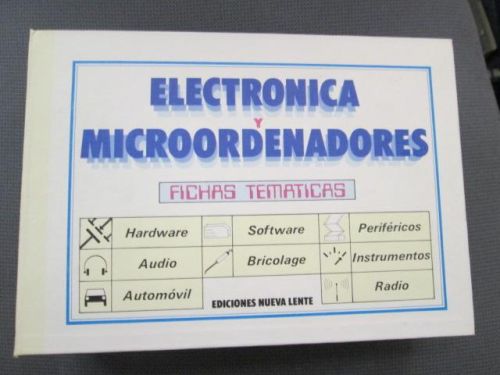 ELECTRONICA
Y
MICROORDENADORES
FICHAS TEMATICAS
Hardware
Software
Periféricos
Audio
Bricolage
Instrumentos
Automóvil
EDICIONES NUEVA LENTE
Radio